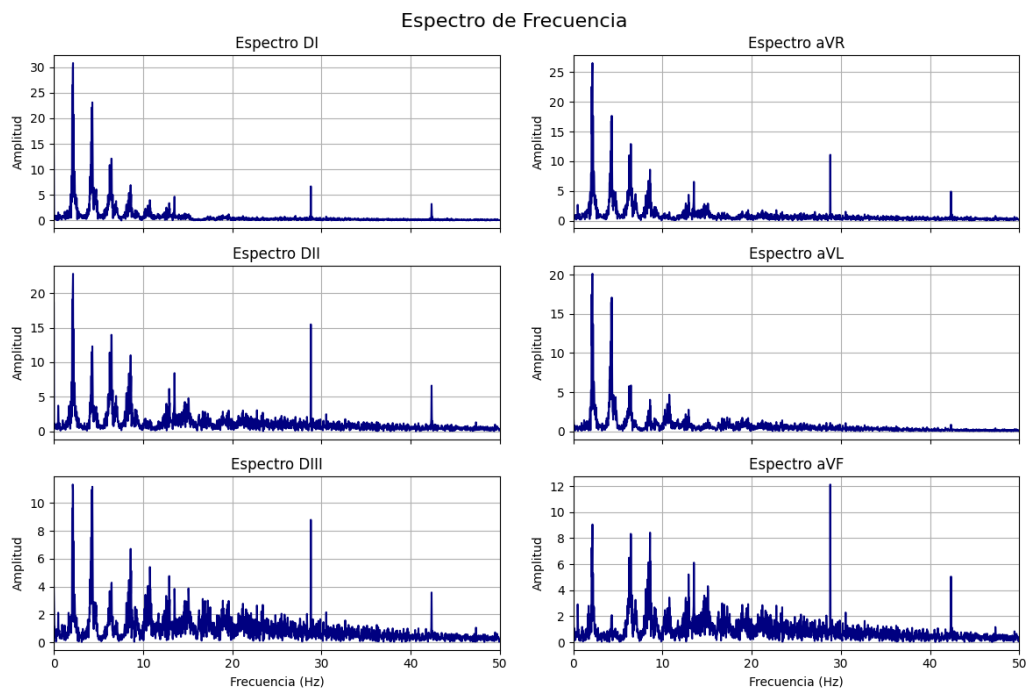 Espectro de Frecuencia
Espectro DI
Amplitud
30
25
20
15
10
5
0
Espectro aVR
Amplitud
25
20
15
10
5
0
Espectro DII
Amplitud
20
15
10
5
0
Espectro aVL
Amplitud
20
15
10
5
0
Espectro DIII
Amplitud
10
8
6
4
2
0
0 10 20 30 40 50
Frecuencia (Hz)
Espectro aVF
Amplitud
12
10
8
6
4
2
0
0 10 20 30 40 50
Frecuencia (Hz)